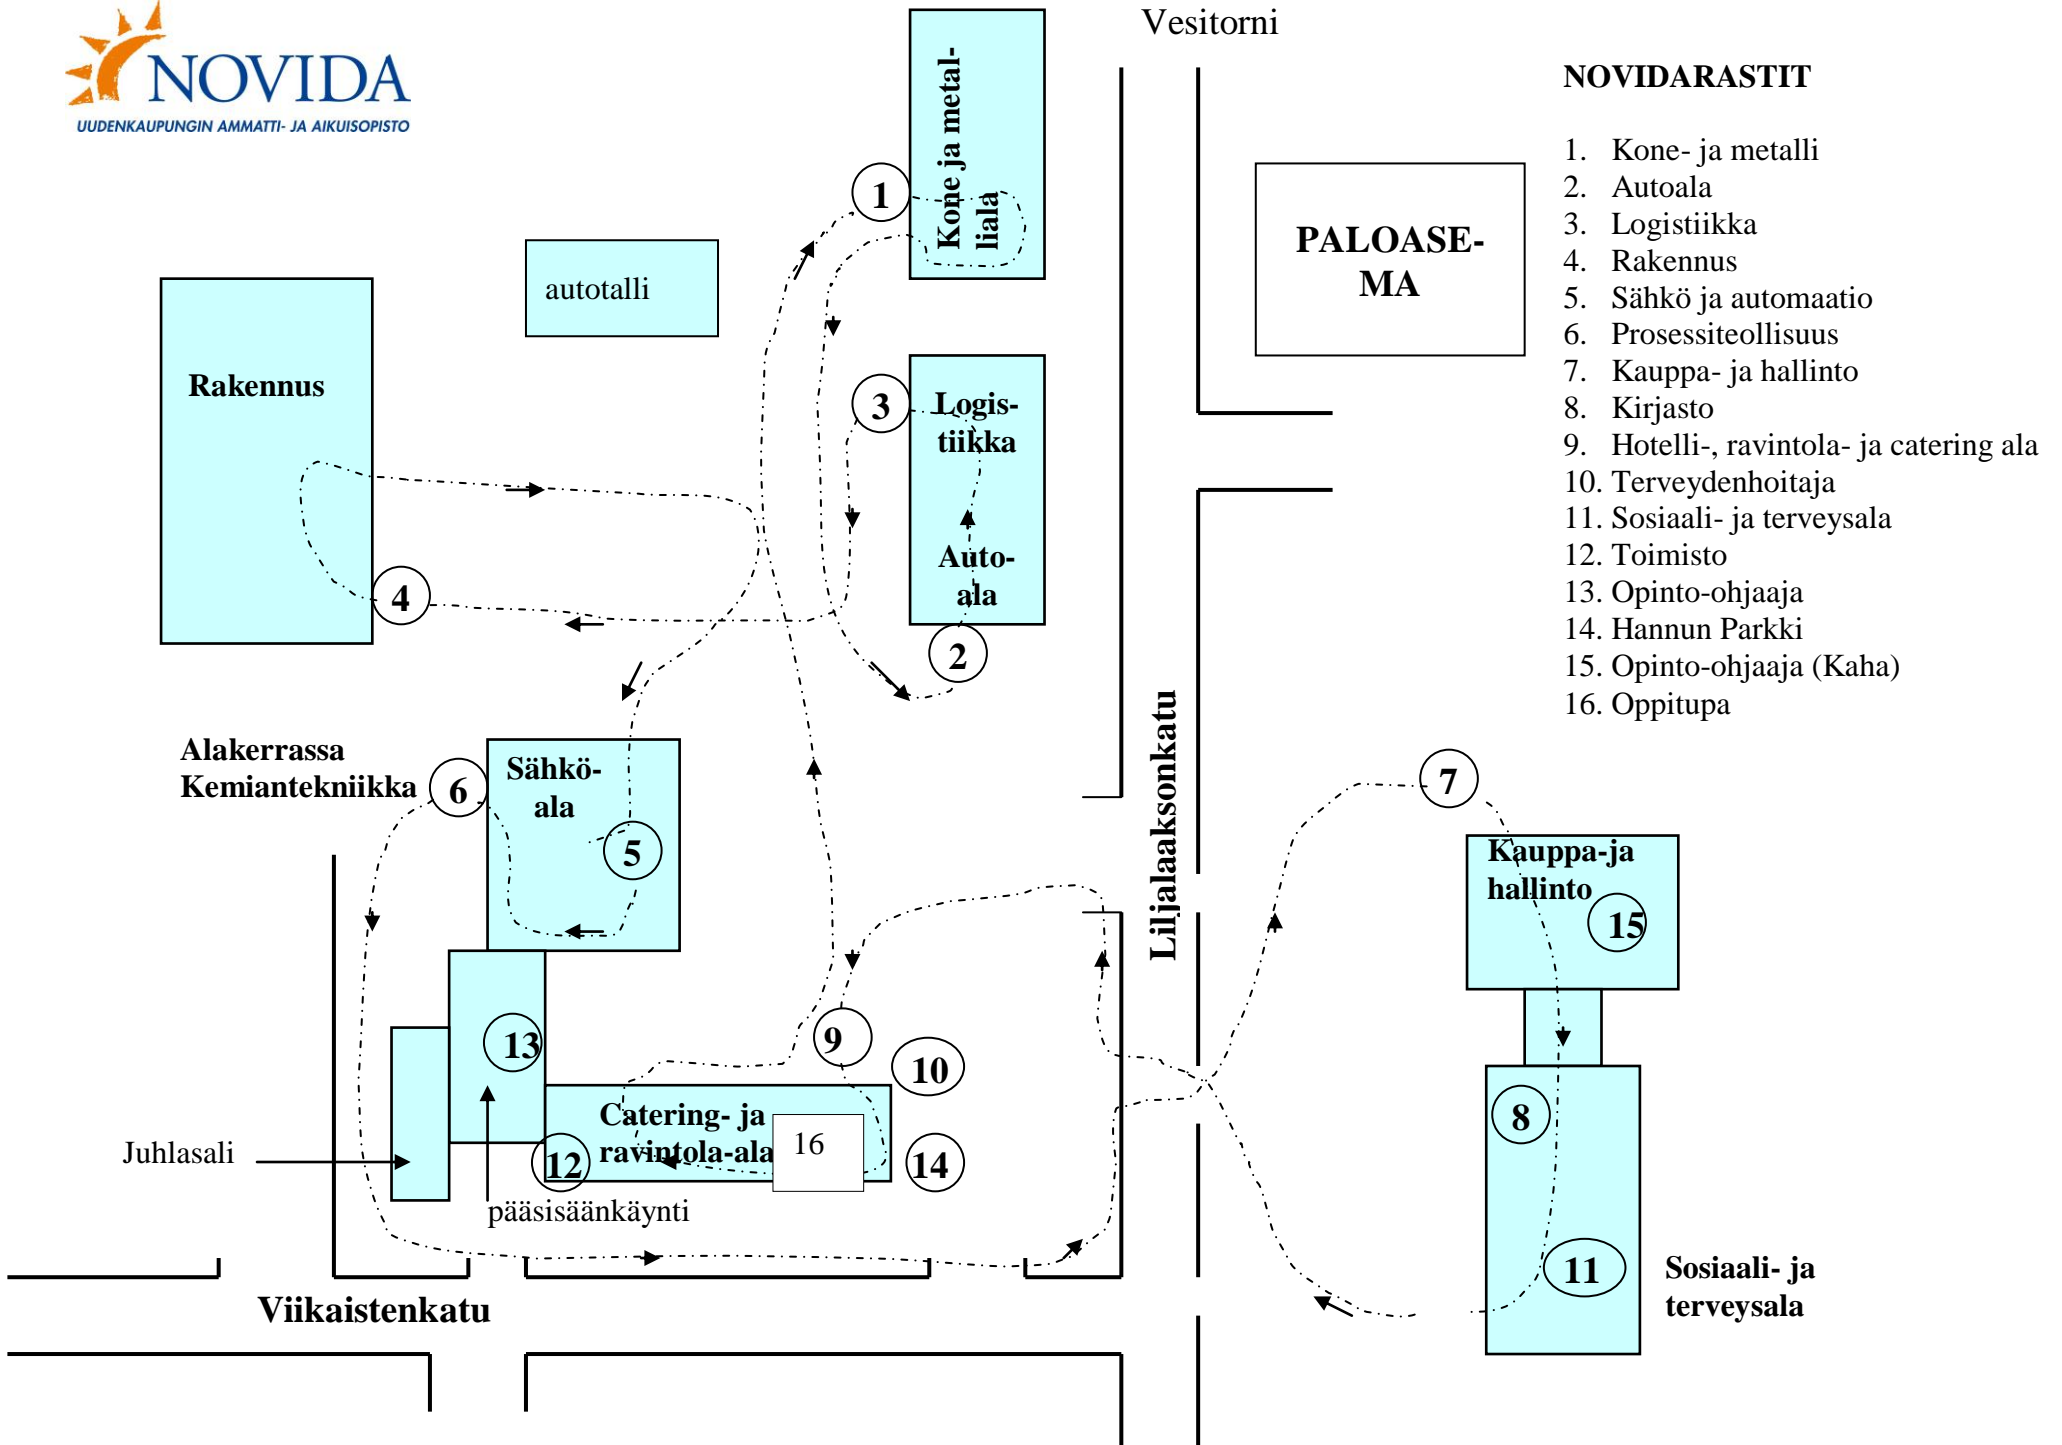 NOVIDA
UUDENKAUPUNGIN AMMATTI- JA AIKUISOPISTO
Vesitorni
NOVIDARASTIT
1. Kone- ja metalli
2. Autoala
3. Logistiikka
4. Rakennus
5. Sähkö ja automaatio
6. Prosessiteollisuus
7. Kauppa- ja hallinto
8. Kirjasto
9. Hotelli-, ravintola- ja catering ala
10. Terveydenhoitaja
11. Sosiaali- ja terveysala
12. Toimisto
13. Opinto-ohjaaja
14. Hannun Parkki
15. Opinto-ohjaaja (Kaha)
16. Oppitupa
Kone ja metal-
liala
1
PALOASE-
MA
autotalli
Rakennus
3
Logis-
tiikka
Auto-
ala
4
2
Liljalaaksonkatu
Alakerrassa
Kemiantekniikka
6
Sähkö-
ala
5
7
Kauppa-ja
hallinto
15
13
9
10
8
Catering- ja
ravintola-ala
16
12
14
Juhlasali
pääsisäänkäynti
11
Sosiaali- ja
terveysala
Viikaistenkatu